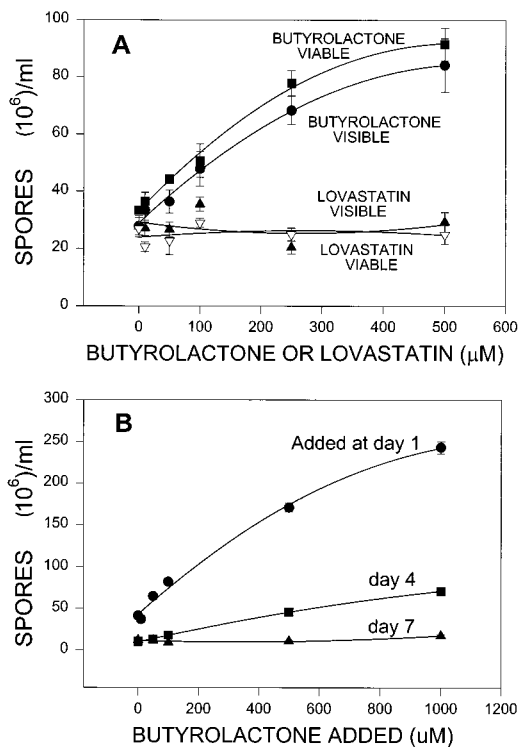 A
100
80
60
40
20
0
SPORES (10⁶)/ml
BUTYROLACTONE
VIABLE
BUTYROLACTONE
VISIBLE
LOVASTATIN
VISIBLE
LOVASTATIN
VIABLE
0 100 200 300 400 500 600
BUTYROLACTONE OR LOVASTATIN (μM)
B
300
250
200
150
100
50
0
SPORES (10⁶)/ml
Added at day 1
day 4
day 7
0 200 400 600 800 1000 1200
BUTYROLACTONE ADDED (uM)